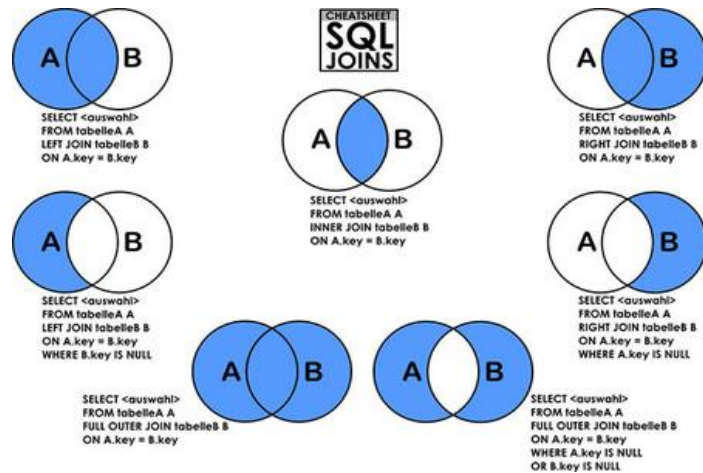 CHEATSHEET
SQL
JOINS
A B
SELECT <auswahl>
FROM tabelleA A
LEFT JOIN tabelleB B
ON A.key = B.key
A B
SELECT <auswahl>
FROM tabelleA A
INNER JOIN tabelleB B
ON A.key = B.key
A B
SELECT <auswahl>
FROM tabelleA A
RIGHT JOIN tabelleB B
ON A.key = B.key
A B
SELECT <auswahl>
FROM tabelleA A
LEFT JOIN tabelleB B
ON A.key = B.key
WHERE B.key IS NULL
A B
SELECT <auswahl>
FROM tabelleA A
RIGHT JOIN tabelleB B
ON A.key = B.key
WHERE A.key IS NULL
A B
SELECT <auswahl>
FROM tabelleA A
FULL OUTER JOIN tabelleB B
ON A.key = B.key
A B
SELECT <auswahl>
FROM tabelleA A
FULL OUTER JOIN tabelleB B
ON A.key = B.key
WHERE A.key IS NULL
OR B.key IS NULL